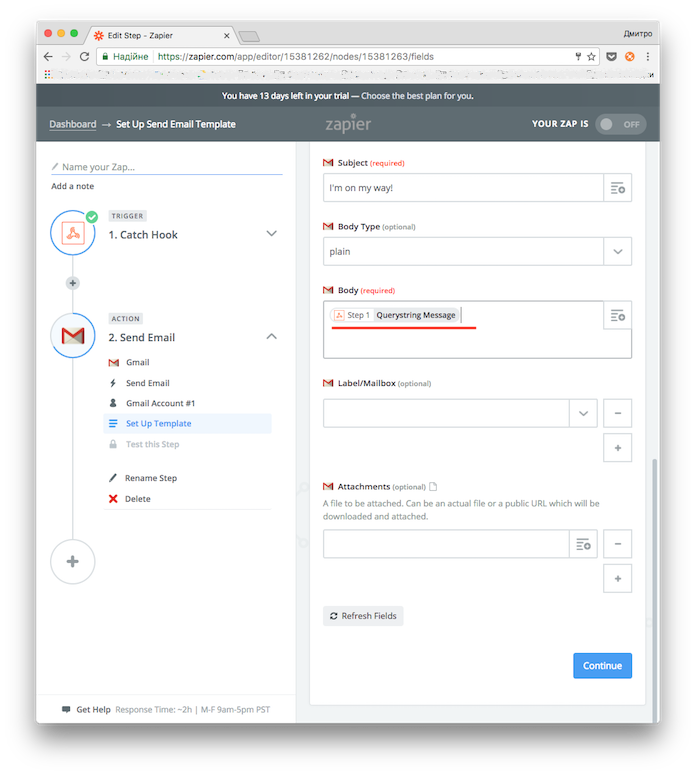 Edit Step - Zapier
Дмитро
Надійне https://zapier.com/app/editor/15381262/nodes/15381263/fields
You have 13 days left in your trial — Choose the best plan for you.
Dashboard → Set Up Send Email Template
zapier
YOUR ZAP IS OFF
Name your Zap...
Add a note
TRIGGER
1. Catch Hook
ACTION
2. Send Email
Gmail
Send Email
Gmail Account #1
Set Up Template
Test this Step
Rename Step
Delete
Get Help Response Time: ~2h | M-F 9am-5pm PST
Subject (required)
I'm on my way!
Body Type (optional)
plain
Body (required)
Step 1 Querystring Message
Label/Mailbox (optional)
Attachments (optional)
A file to be attached. Can be an actual file or a public URL which will be
downloaded and attached.
Refresh Fields
Continue